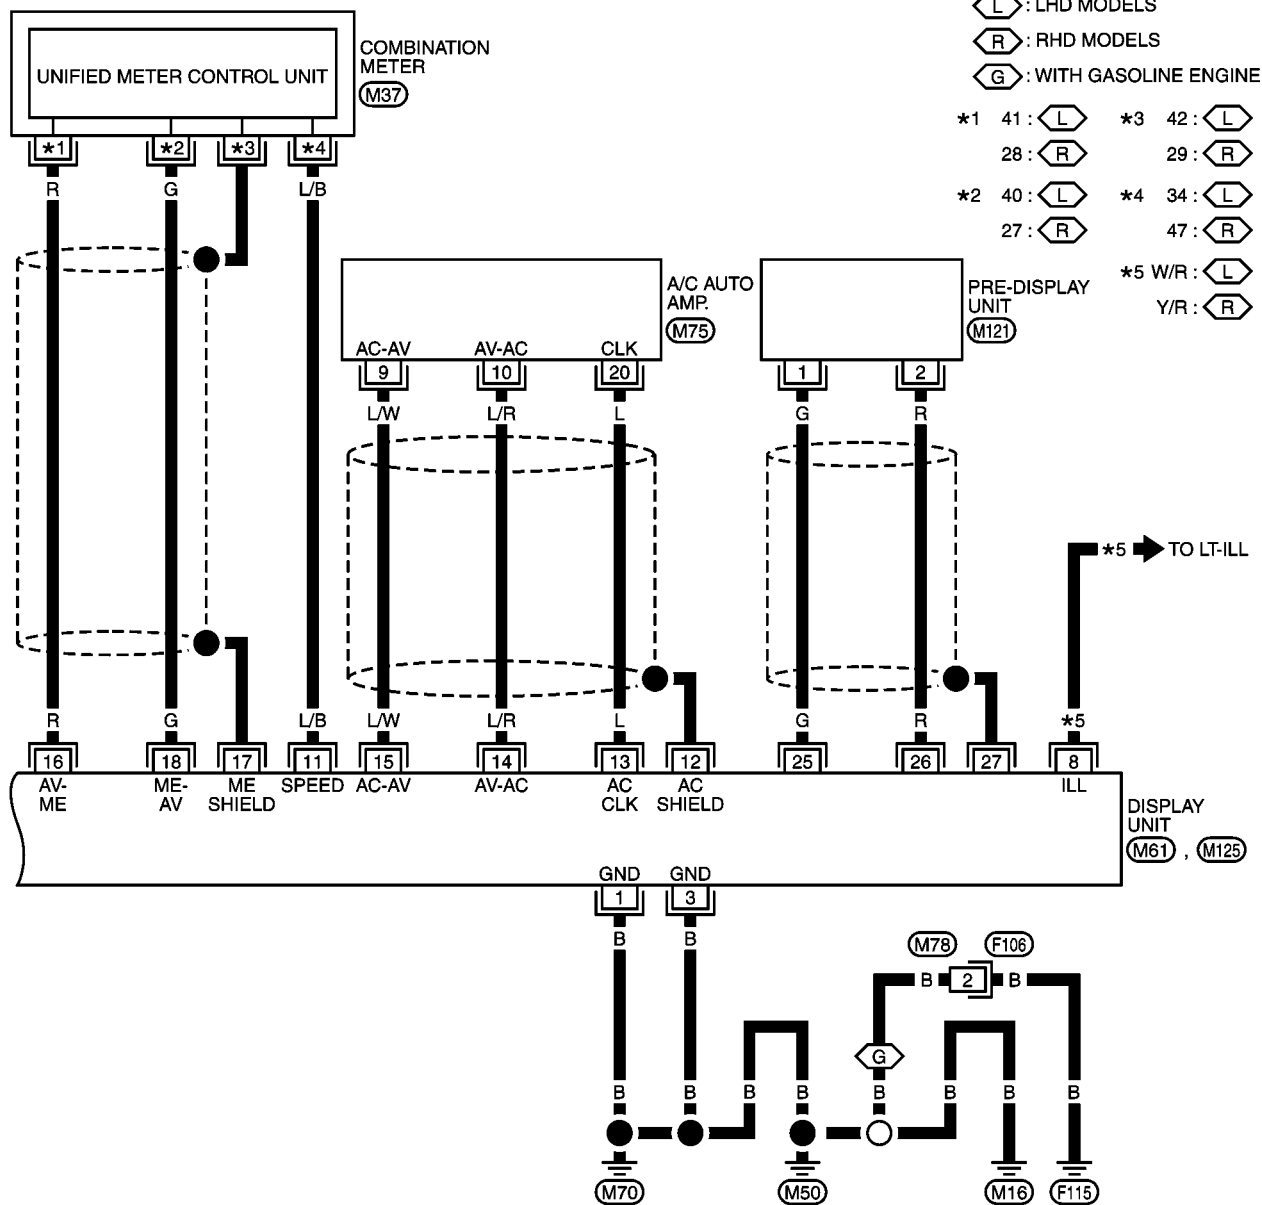 L : LHD MODELS
R : RHD MODELS
G : WITH GASOLINE ENGINE
*1 41 : L *3 42 : L
28 : R 29 : R
*2 40 : L *4 34 : L
27 : R 47 : R
*5 W/R : L
Y/R : R
UNIFIED METER CONTROL UNIT
COMBINATION
METER
M37
*1 *2 *3 *4
R G L/B
A/C AUTO
AMP.
M75
AC-AV AV-AC CLK
9 10 20
L/W L/R L
PRE-DISPLAY
UNIT
M121
1 2
G R
*5 TO LT-ILL
R G L/B L/W L/R L G R *5
16 18 17 11 15 14 13 12 25 26 27 8
AV-
ME
ME-
AV
ME
SHIELD
SPEED
AC-AV
AV-AC
AC
CLK
AC
SHIELD
ILL
DISPLAY
UNIT
M61 , M125
GND GND
1 3
B B
M78 F106
B 2 B
G
B B B B B B B B
M70 M50 M16 F115